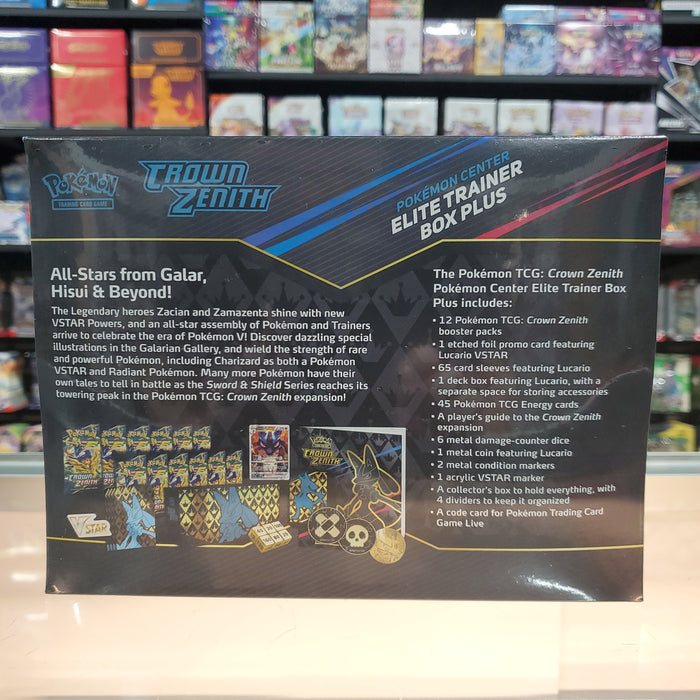 Pokémon
TRADING CARD GAME
CROWN
ZENITH
POKÉMON CENTER
ELITE TRAINER
BOX PLUS
All-Stars from Galar,
Hisui & Beyond!
The Legendary heroes Zacian and Zamazenta shine with new
VSTAR Powers, and an all-star assembly of Pokémon and Trainers
arrive to celebrate the era of Pokémon V! Discover dazzling special
illustrations in the Galarian Gallery, and wield the strength of rare
and powerful Pokémon, including Charizard as both a Pokémon
VSTAR and Radiant Pokémon. Many more Pokémon have their
own tales to tell in battle as the Sword & Shield Series reaches its
towering peak in the Pokémon TCG: Crown Zenith expansion!
The Pokémon TCG: Crown Zenith
Pokémon Center Elite Trainer Box
Plus includes:
• 12 Pokémon TCG: Crown Zenith
booster packs
• 1 etched foil promo card featuring
Lucario VSTAR
• 65 card sleeves featuring Lucario
• 1 deck box featuring Lucario, with a
separate space for storing accessories
• 45 Pokémon TCG Energy cards
• A player's guide to the Crown Zenith
expansion
• 6 metal damage-counter dice
• 1 metal coin featuring Lucario
• 2 metal condition markers
• 1 acrylic VSTAR marker
• A collector's box to hold everything, with
4 dividers to keep it organized
• A code card for Pokémon Trading Card
Game Live
CROWN
ZENITH
VSTAR